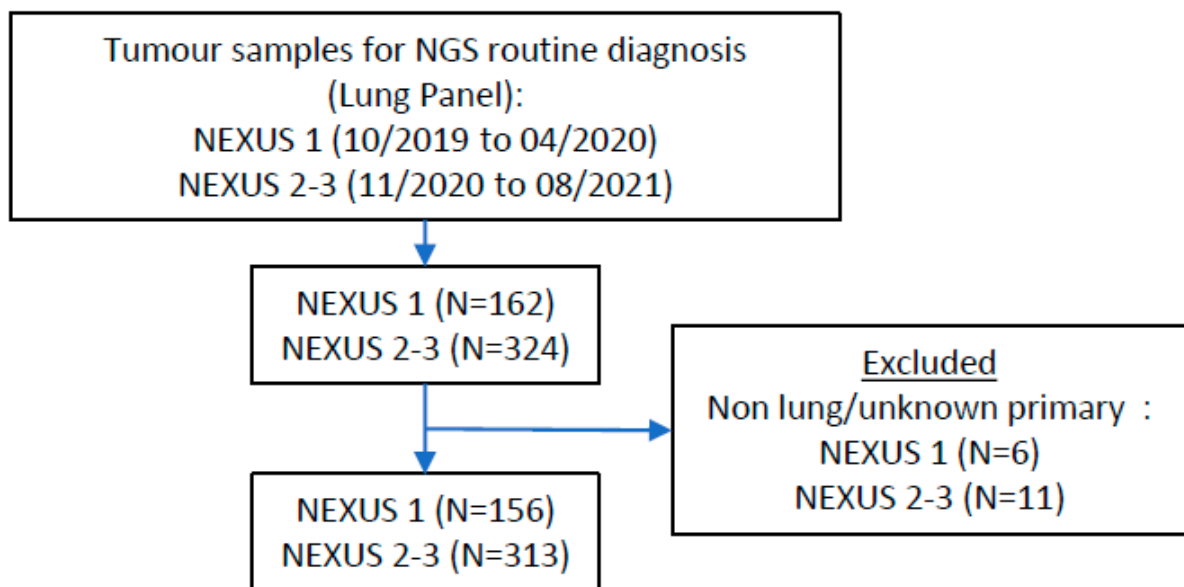 Tumour samples for NGS routine diagnosis
(Lung Panel):
NEXUS 1 (10/2019 to 04/2020)
NEXUS 2-3 (11/2020 to 08/2021)
NEXUS 1 (N=162)
NEXUS 2-3 (N=324)
Excluded
Non lung/unknown primary :
NEXUS 1 (N=6)
NEXUS 2-3 (N=11)
NEXUS 1 (N=156)
NEXUS 2-3 (N=313)